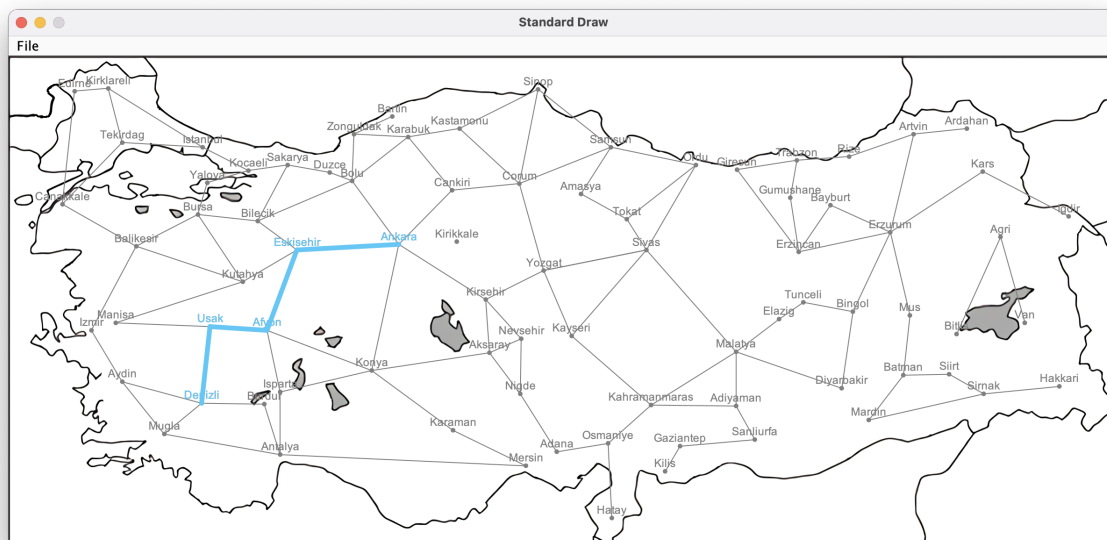 Standard Draw
File
Edirne
Kirklareli
Sinop
Bartin
Zonguldak
Karabuk
Kastamonu
Tekirdag
Istanbul
Samsun
Artvin
Ardahan
Kocaeli
Sakarya
Duzce
Bolu
Ordu
Giresun
Trabzon
Rize
Kars
Yalova
Cankiri
Corum
Amasya
Gumushane
Bayburt
Canakkale
Bursa
Bilecik
Tokat
Igdir
Balikesir
Eskisehir
Ankara
Kirikkale
Sivas
Erzincan
Erzurum
Agri
Kutahya
Yozgat
Kirsehir
Tunceli
Bingol
Elazig
Mus
Van
Izmir
Manisa
Usak
Afyon
Nevsehir
Kayseri
Aksaray
Malatya
Konya
Aydin
Isparta
Nigde
Diyarbakir
Batman
Siirt
Sirnak
Hakkari
Denizli
Burdur
Kahramanmaras
Adiyaman
Mardin
Mugla
Karaman
Antalya
Osmaniye
Gaziantep
Sanliurfa
Adana
Mersin
Kilis
Hatay